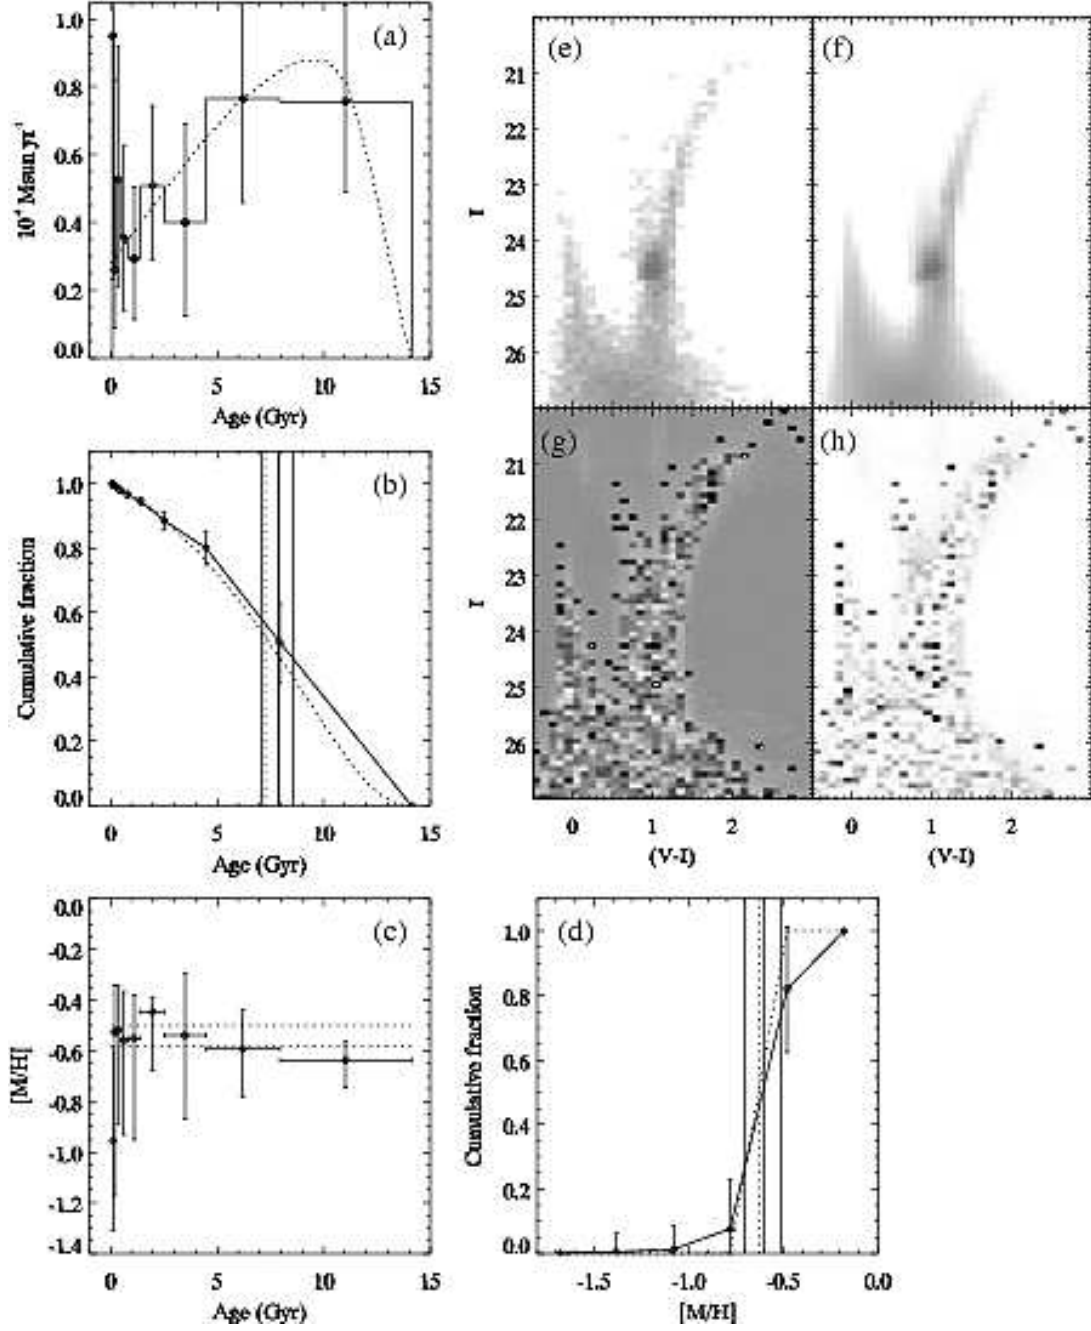 (a)
10⁻⁴ Msun yr⁻¹
1.0
0.8
0.6
0.4
0.2
0.0
0 5 10 15
Age (Gyr)
(b)
Cumulative fraction
1.0
0.8
0.6
0.4
0.2
0.0
0 5 10 15
Age (Gyr)
(c)
[M/H]
0.0
-0.2
-0.4
-0.6
-0.8
-1.0
-1.2
-1.4
0 5 10 15
Age (Gyr)
(e)
(f)
I
21
22
23
24
25
26
(g)
(h)
I
21
22
23
24
25
26
0 1 2
(V-I)
0 1 2
(V-I)
(d)
Cumulative fraction
1.0
0.8
0.6
0.4
0.2
0.0
-1.5 -1.0 -0.5 0.0
[M/H]